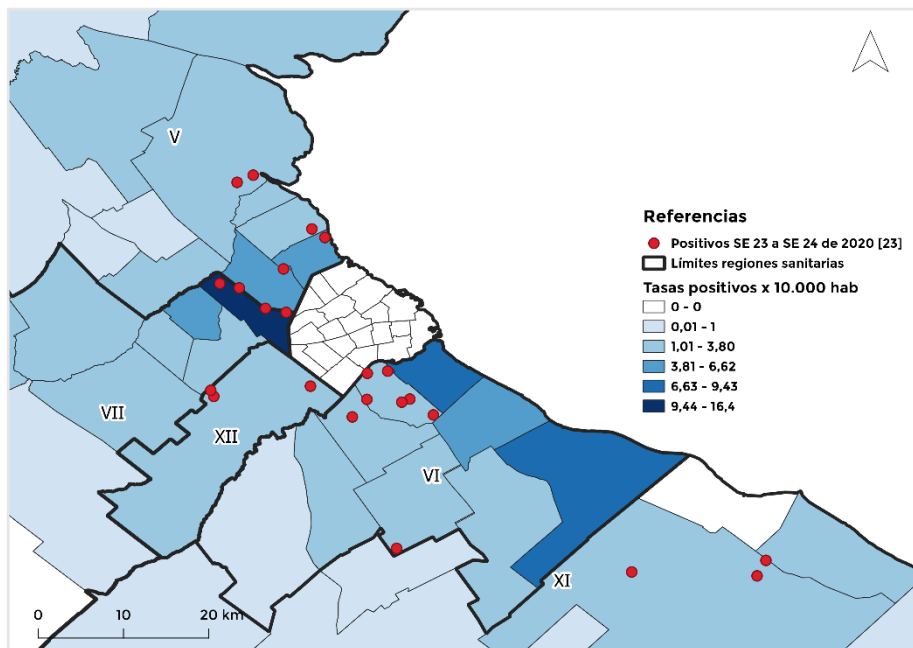 V
VII
XII
VI
XI
Referencias
Positivos SE 23 a SE 24 de 2020 [23]
Límites regiones sanitarias
Tasas positivos x 10.000 hab
0 - 0
0,01 - 1
1,01 - 3,80
3,81 - 6,62
6,63 - 9,43
9,44 - 16,4
0 10 20 km